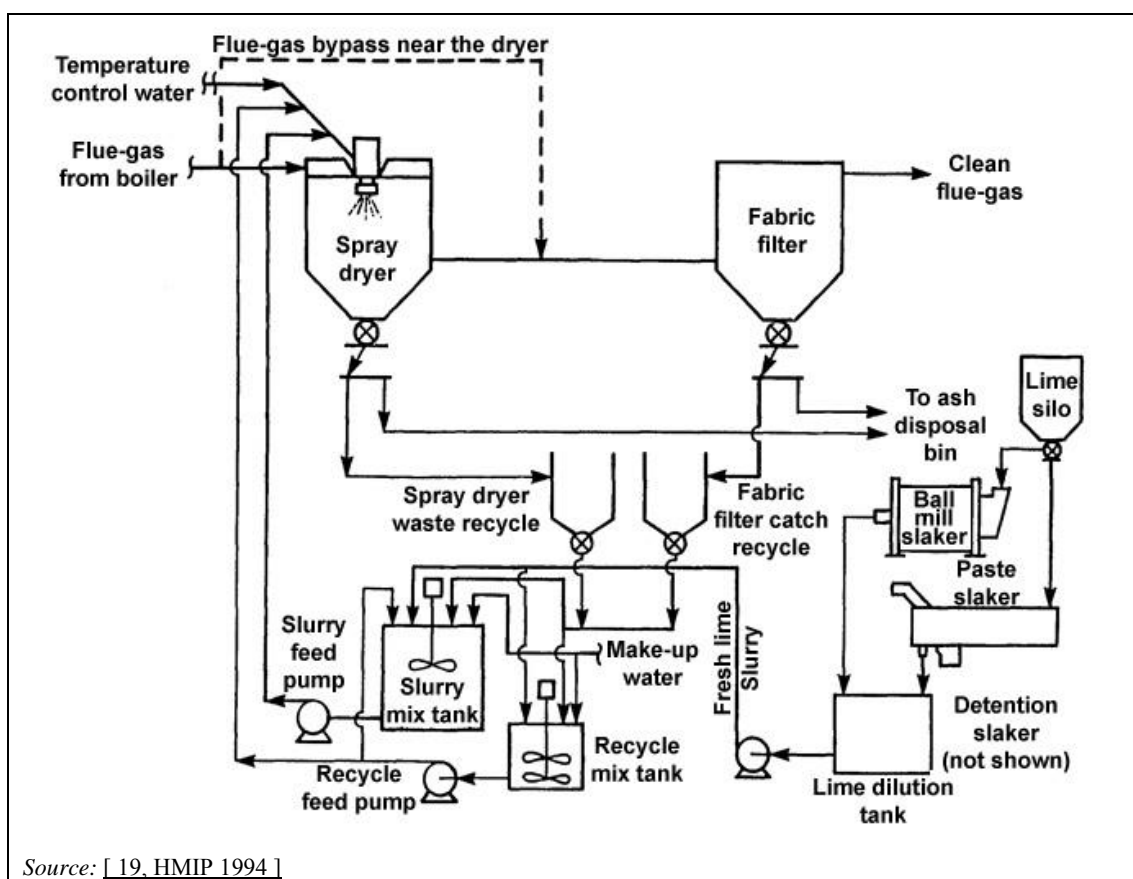 Flue-gas bypass near the dryer
Temperature
control water
Flue-gas
from boiler
Clean
flue-gas
Spray
dryer
Fabric
filter
Lime
silo
To ash
disposal
bin
Spray dryer
waste recycle
Fabric
filter catch
recycle
Ball
mill
slaker
Paste
slaker
Slurry
feed
pump
Slurry
mix tank
Make-up
water
Fresh lime
Slurry
Recycle
feed pump
Recycle
mix tank
Detention
slaker
(not shown)
Lime dilution
tank
Source: [ 19, HMIP 1994 ]